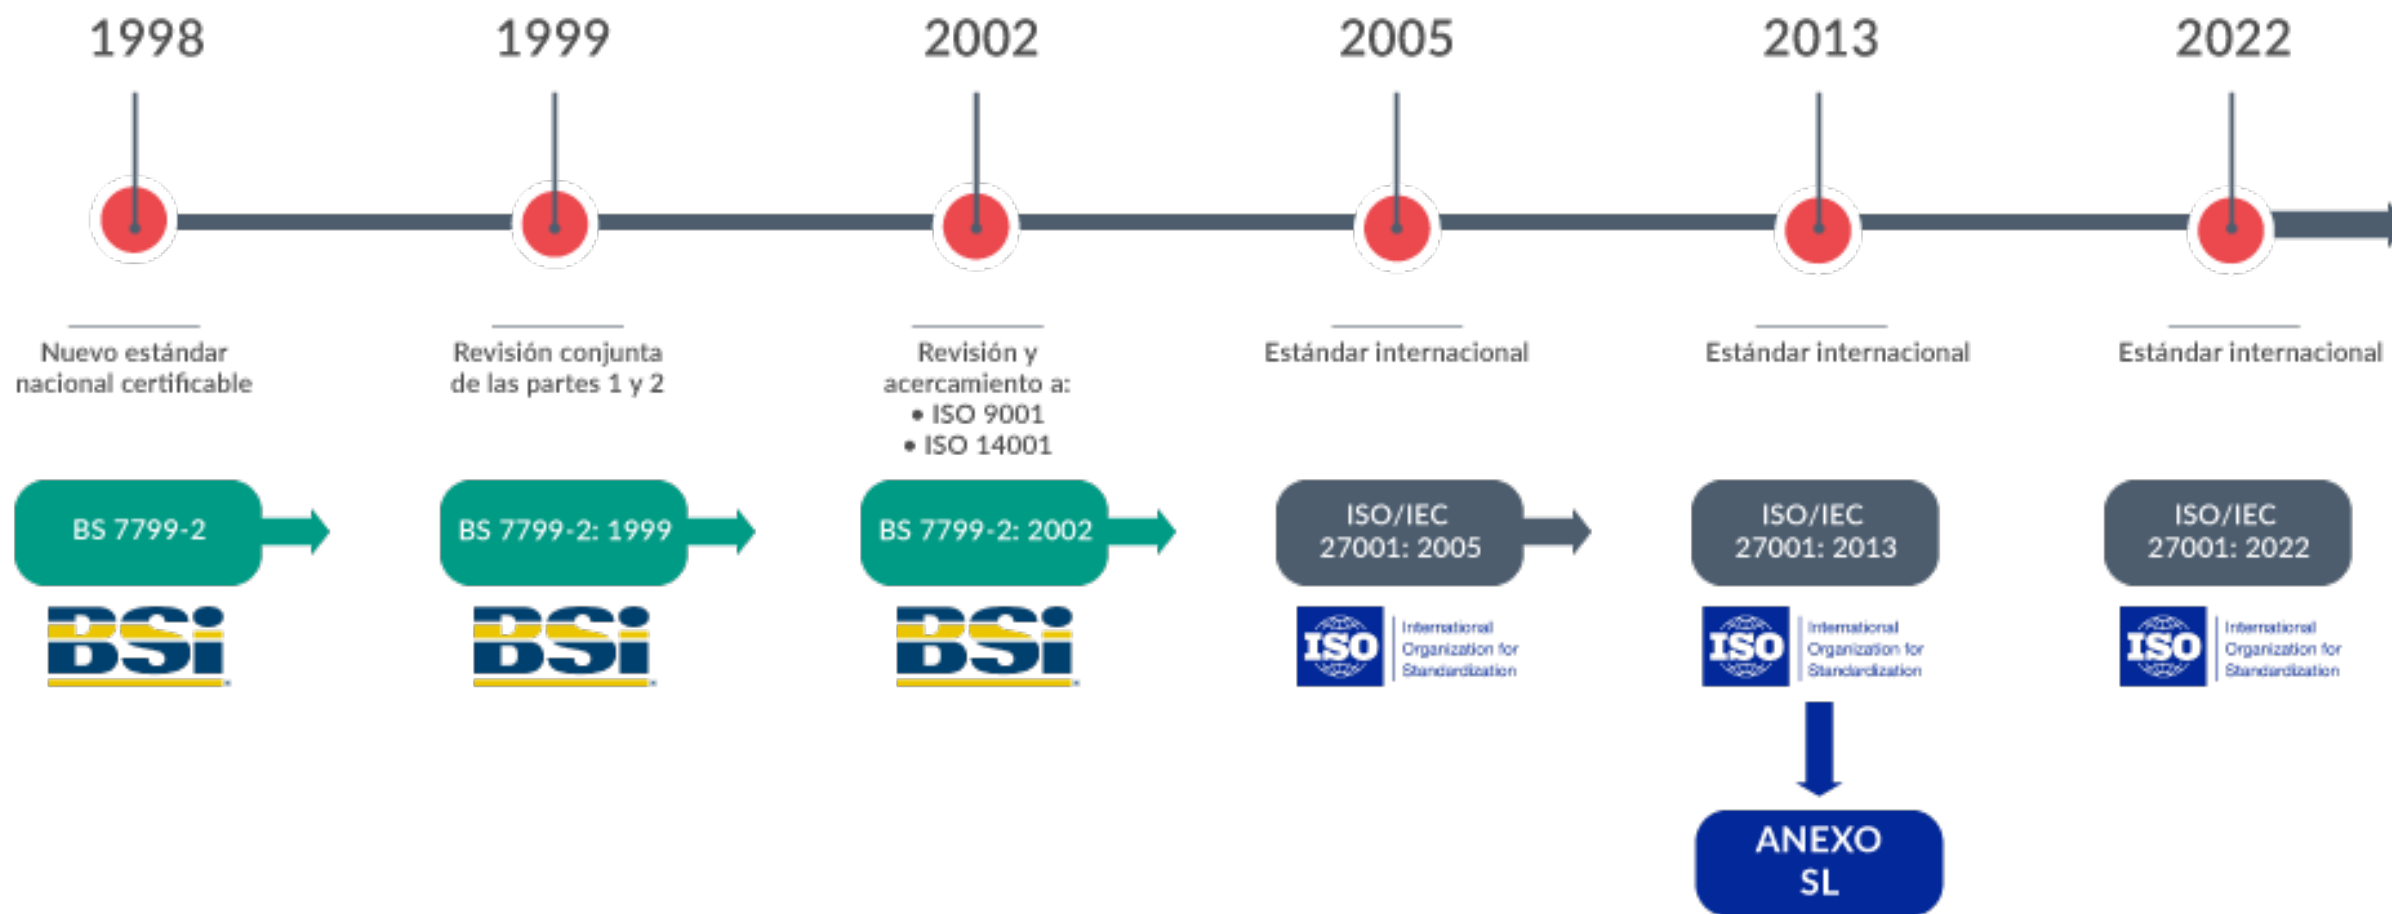 1998
1999
2002
2005
2013
2022
Nuevo estándar
nacional certificable
Revisión conjunta
de las partes 1 y 2
Revisión y
acercamiento a:
• ISO 9001
• ISO 14001
Estándar internacional
Estándar internacional
Estándar internacional
BS 7799-2
BS 7799-2: 1999
BS 7799-2: 2002
ISO/IEC
27001: 2005
ISO/IEC
27001: 2013
ISO/IEC
27001: 2022
BSi
BSi
BSi
ISO
International
Organization for
Standardization
ISO
International
Organization for
Standardization
ISO
International
Organization for
Standardization
ANEXO
SL